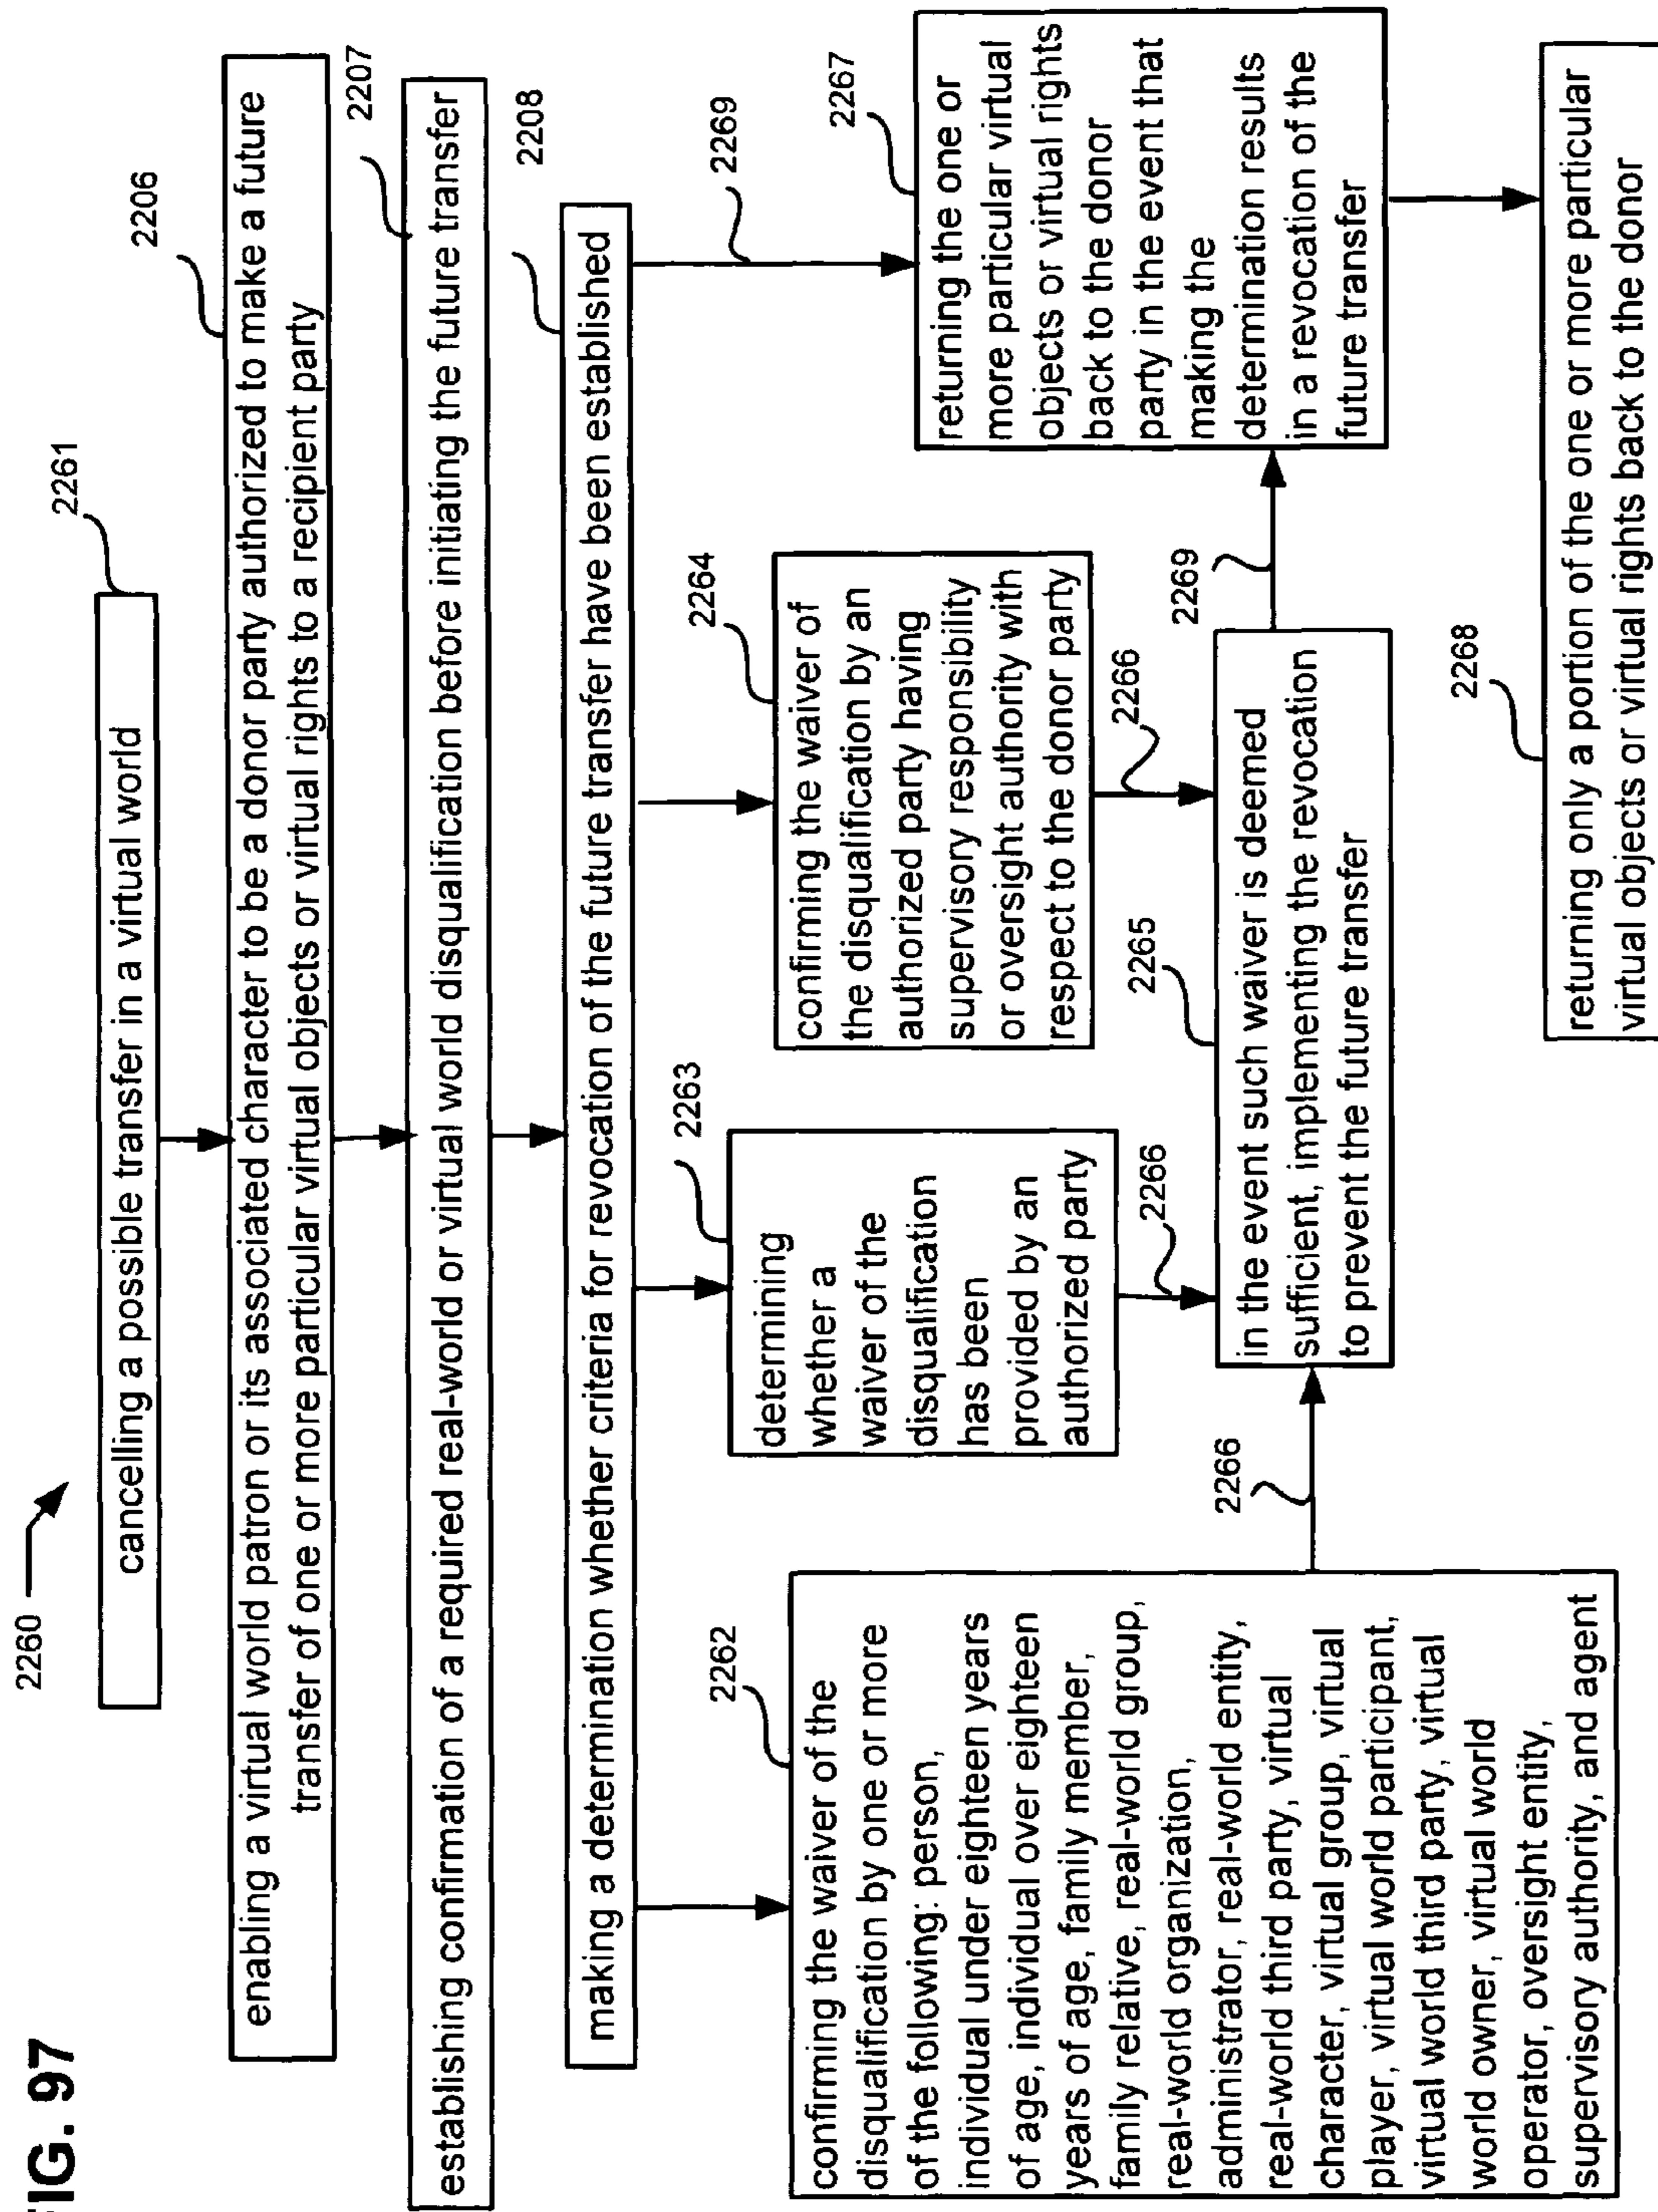 FIG. 97
2260
cancelling a possible transfer in a virtual world
2261
enabling a virtual world patron or its associated character to be a donor party authorized to make a future
transfer of one or more particular virtual objects or virtual rights to a recipient party
2206
establishing confirmation of a required real-world or virtual world disqualification before initiating the future transfer
2207
making a determination whether criteria for revocation of the future transfer have been established
2208
2262
confirming the waiver of the
disqualification by one or more
of the following: person,
individual under eighteen years
of age, individual over eighteen
years of age, family member,
family relative, real-world group,
real-world organization,
administrator, real-world entity,
real-world third party, virtual
character, virtual group, virtual
player, virtual world participant,
virtual world third party, virtual
world owner, virtual world
operator, oversight entity,
supervisory authority, and agent
2263
determining
whether a
waiver of the
disqualification
has been
provided by an
authorized party
2264
confirming the waiver of
the disqualification by an
authorized party having
supervisory responsibility
or oversight authority with
respect to the donor party
2269
2267
returning the one or
more particular virtual
objects or virtual rights
back to the donor
party in the event that
making the
determination results
in a revocation of the
future transfer
2266
2266
2266
2265
in the event such waiver is deemed
sufficient, implementing the revocation
to prevent the future transfer
2269
2268
returning only a portion of the one or more particular
virtual objects or virtual rights back to the donor